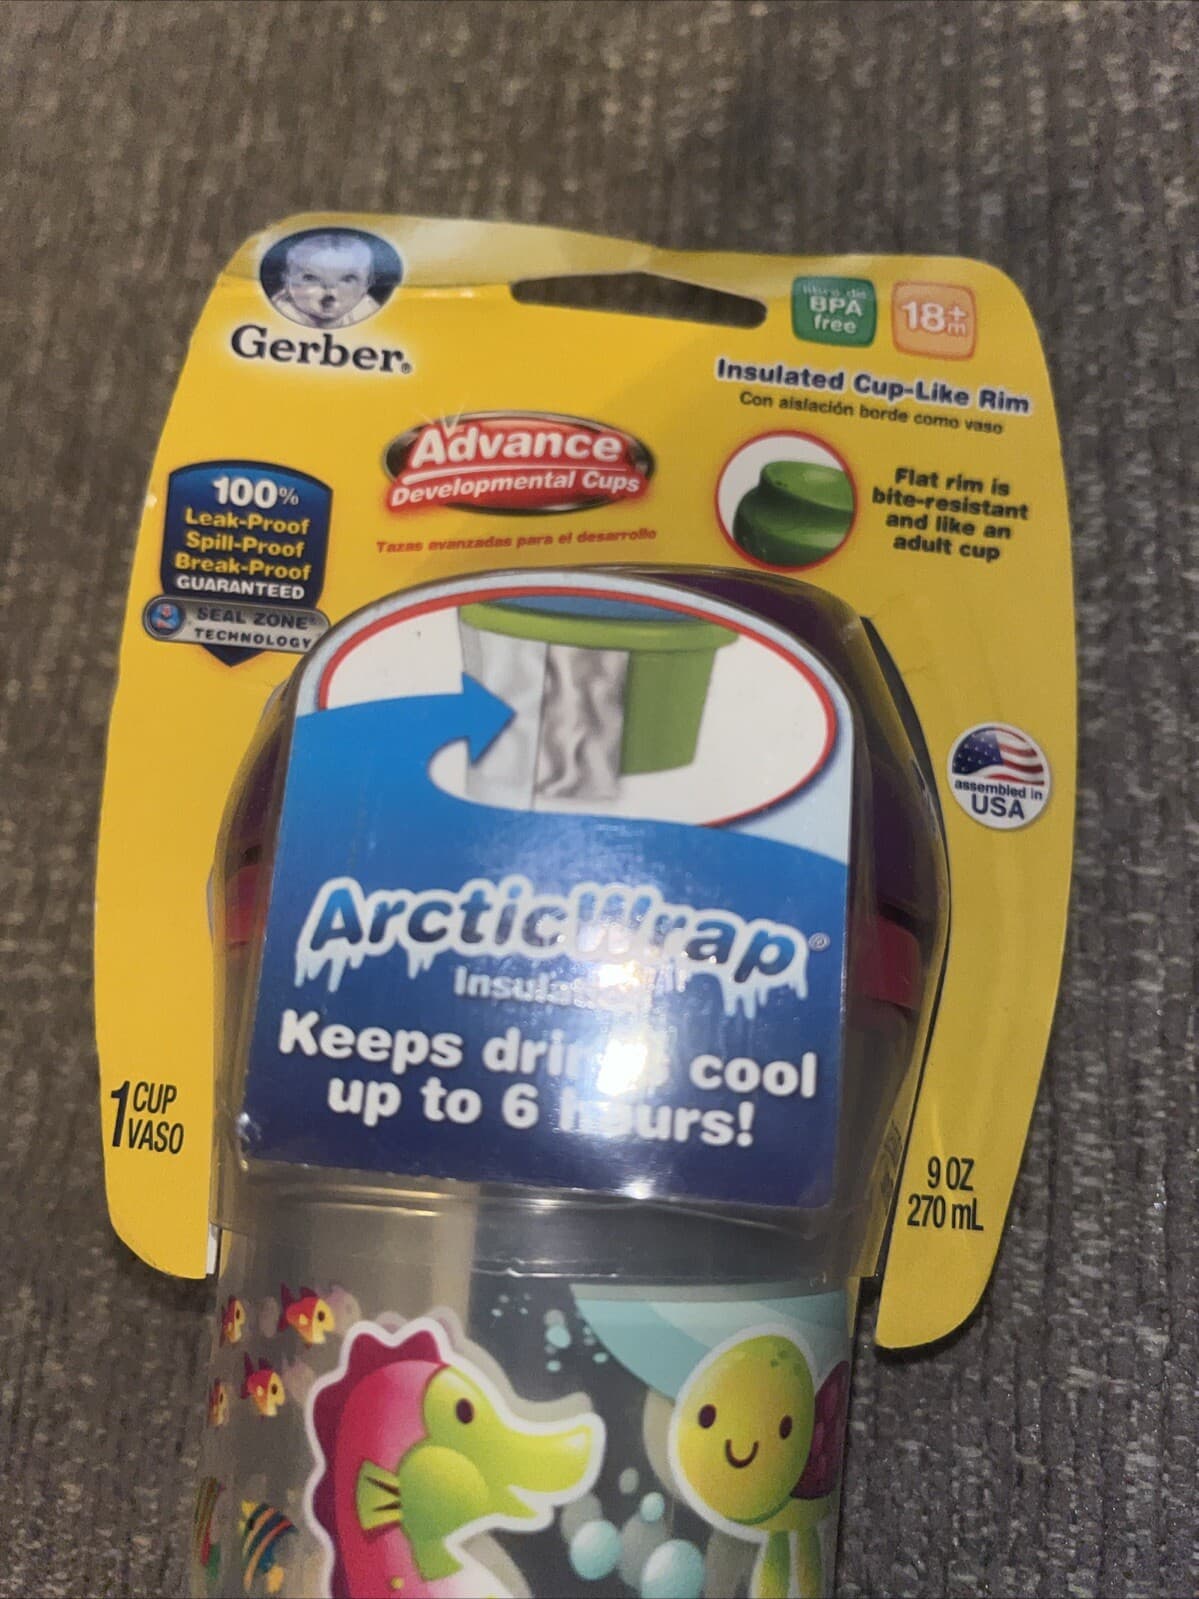 Gerber®
libre de
BPA
free
18+
m
Insulated Cup-Like Rim
Con aislación borde como vaso
Advance
Developmental Cups
Tazas avanzadas para el desarrollo
Flat rim is
bite-resistant
and like an
adult cup
100%
Leak-Proof
Spill-Proof
Break-Proof
GUARANTEED
SEAL ZONE®
TECHNOLOGY
assembled in
USA
ArcticWrap®
Insulation
Keeps drinks cool
up to 6 hours!
1 CUP
VASO
9 OZ
270 mL